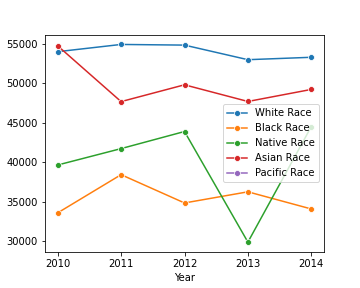 55000
50000
45000
40000
35000
30000
White Race
Black Race
Native Race
Asian Race
Pacific Race
2010 2011 2012 2013 2014
Year